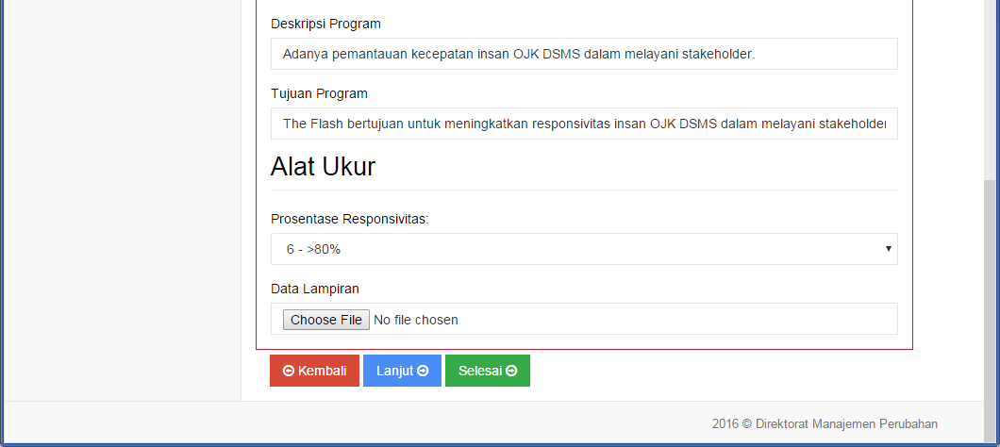 Deskripsi Program
Adanya pemantauan kecepatan insan OJK DSMS dalam melayani stakeholder.
Tujuan Program
The Flash bertujuan untuk meningkatkan responsivitas insan OJK DSMS dalam melayani stakeholder
Alat Ukur
Prosentase Responsivitas:
6 - >80%
Data Lampiran
Choose File No file chosen
Kembali Lanjut Selesai
2016 © Direktorat Manajemen Perubahan